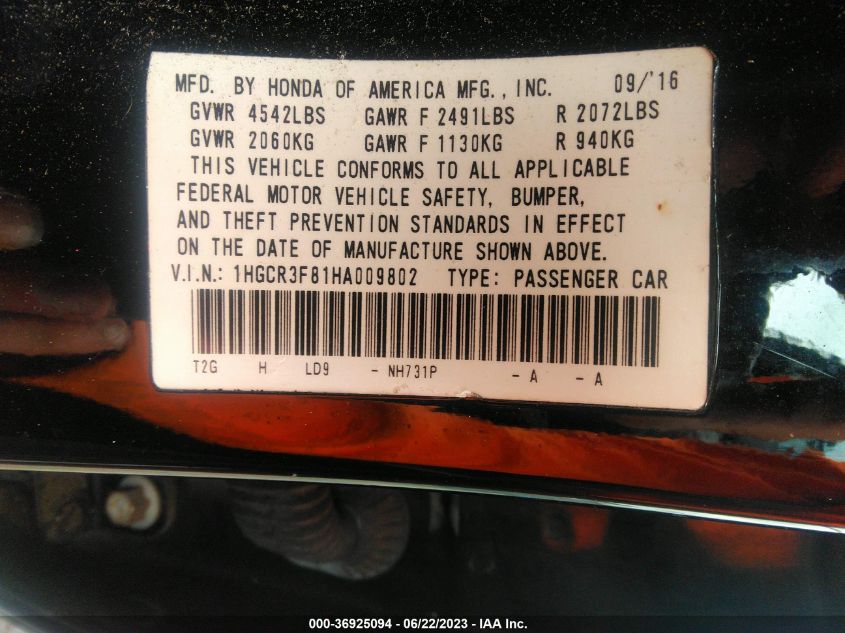 MFD. BY HONDA OF AMERICA MFG., INC. 09/'16
GVWR 4542LBS GAWR F 2491LBS R 2072LBS
GVWR 2060KG GAWR F 1130KG R 940KG
THIS VEHICLE CONFORMS TO ALL APPLICABLE
FEDERAL MOTOR VEHICLE SAFETY, BUMPER,
AND THEFT PREVENTION STANDARDS IN EFFECT
ON THE DATE OF MANUFACTURE SHOWN ABOVE.
V.I.N.: 1HGCR3F81HA009802 TYPE: PASSENGER CAR
T2G H LD9 - NH731P - A - A
000-36925094 - 06/22/2023 - IAA Inc.